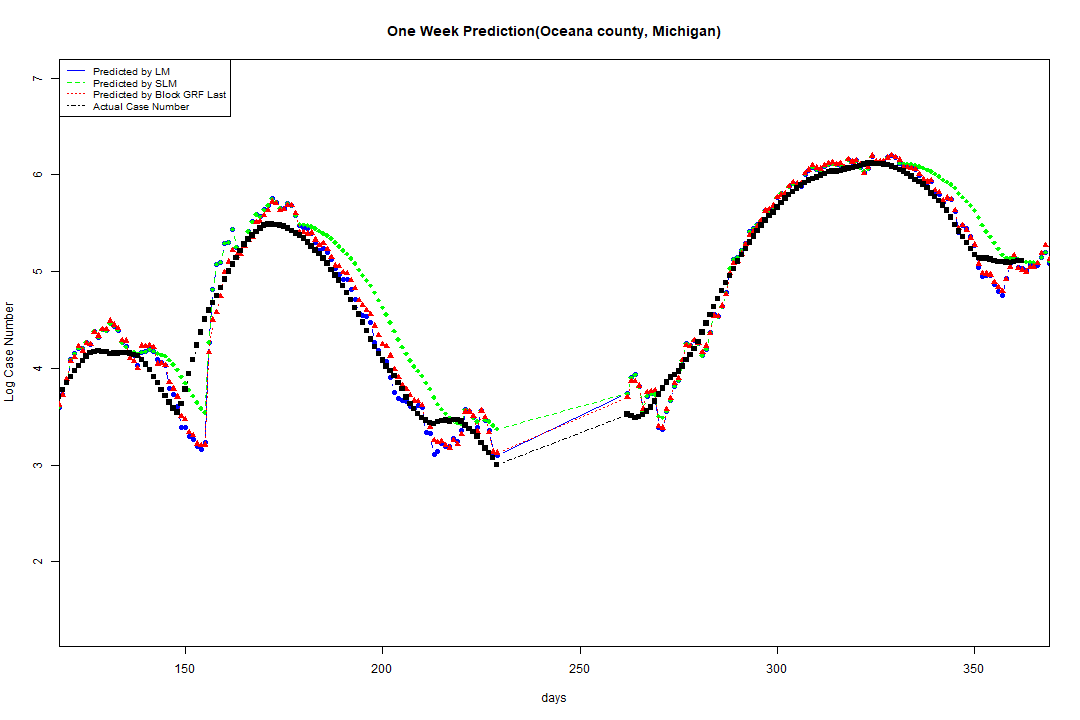 One Week Prediction(Oceana county, Michigan)
Predicted by LM
Predicted by SLM
Predicted by Block GRF Last
Actual Case Number
Log Case Number
7
6
5
4
3
2
150 200 250 300 350
days